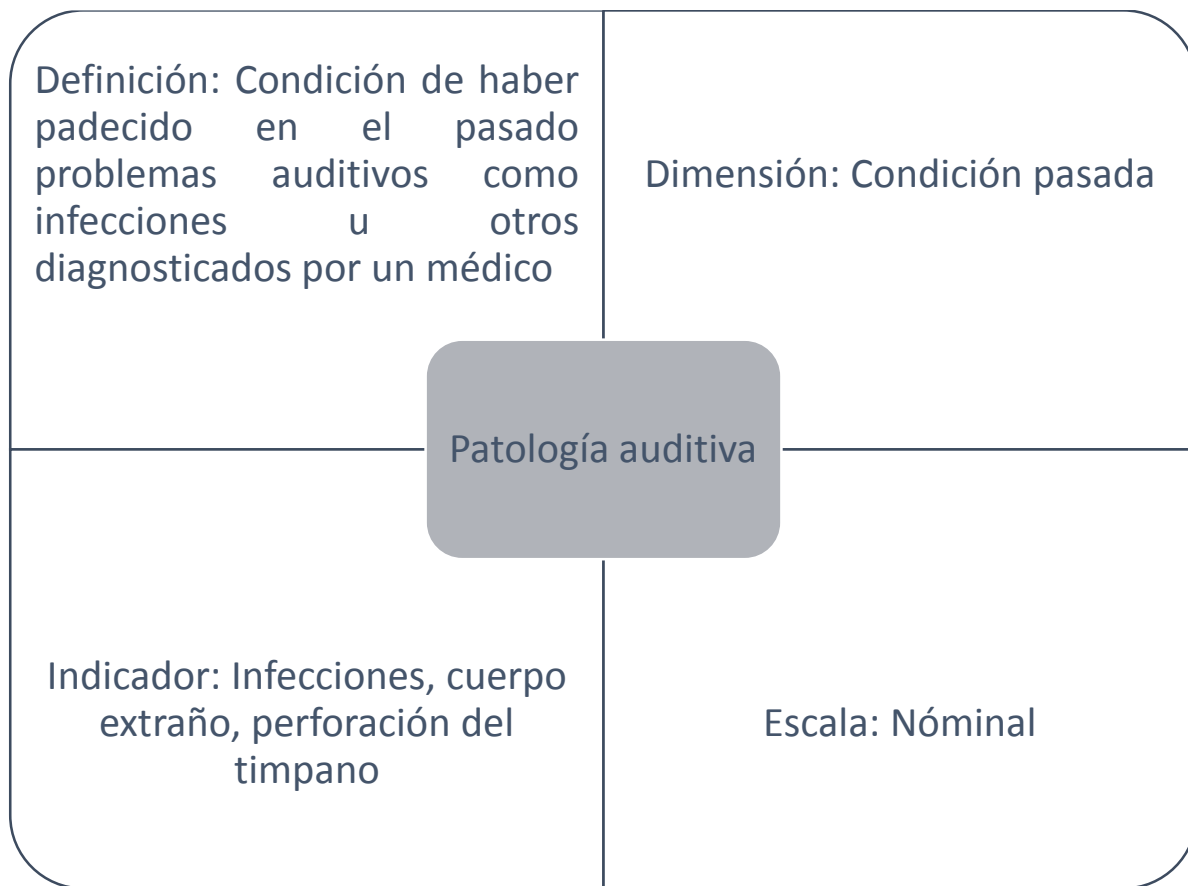 Definición: Condición de haber
padecido en el pasado
problemas auditivos como
infecciones u otros
diagnosticados por un médico
Dimensión: Condición pasada
Patología auditiva
Indicador: Infecciones, cuerpo
extraño, perforación del
timpano
Escala: Nóminal